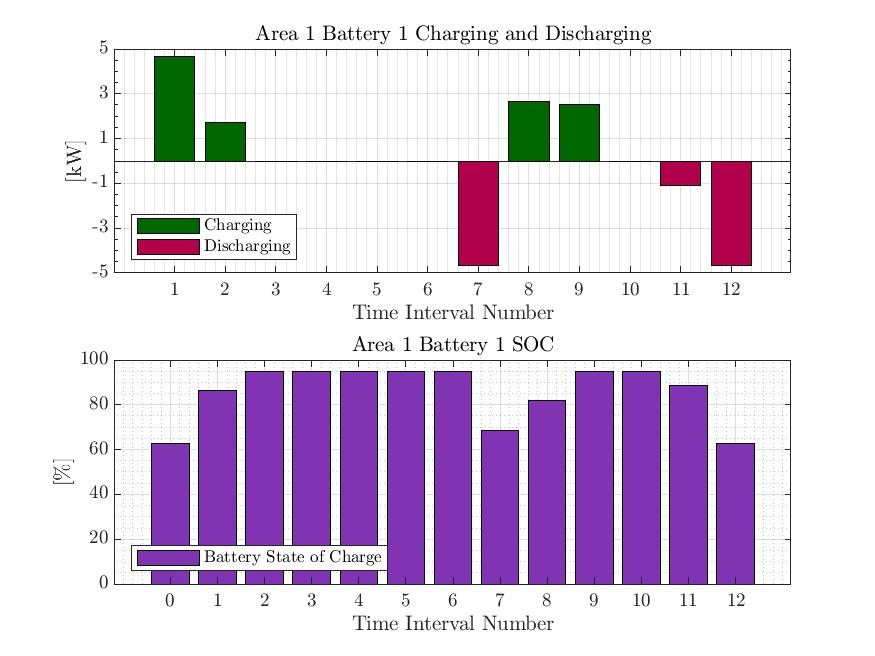 Area 1 Battery 1 Charging and Discharging
5
3
1
-1
-3
-5
[kW]
Charging
Discharging
1 2 3 4 5 6 7 8 9 10 11 12
Time Interval Number
Area 1 Battery 1 SOC
100
80
60
40
20
0
[%]
Battery State of Charge
0 1 2 3 4 5 6 7 8 9 10 11 12
Time Interval Number